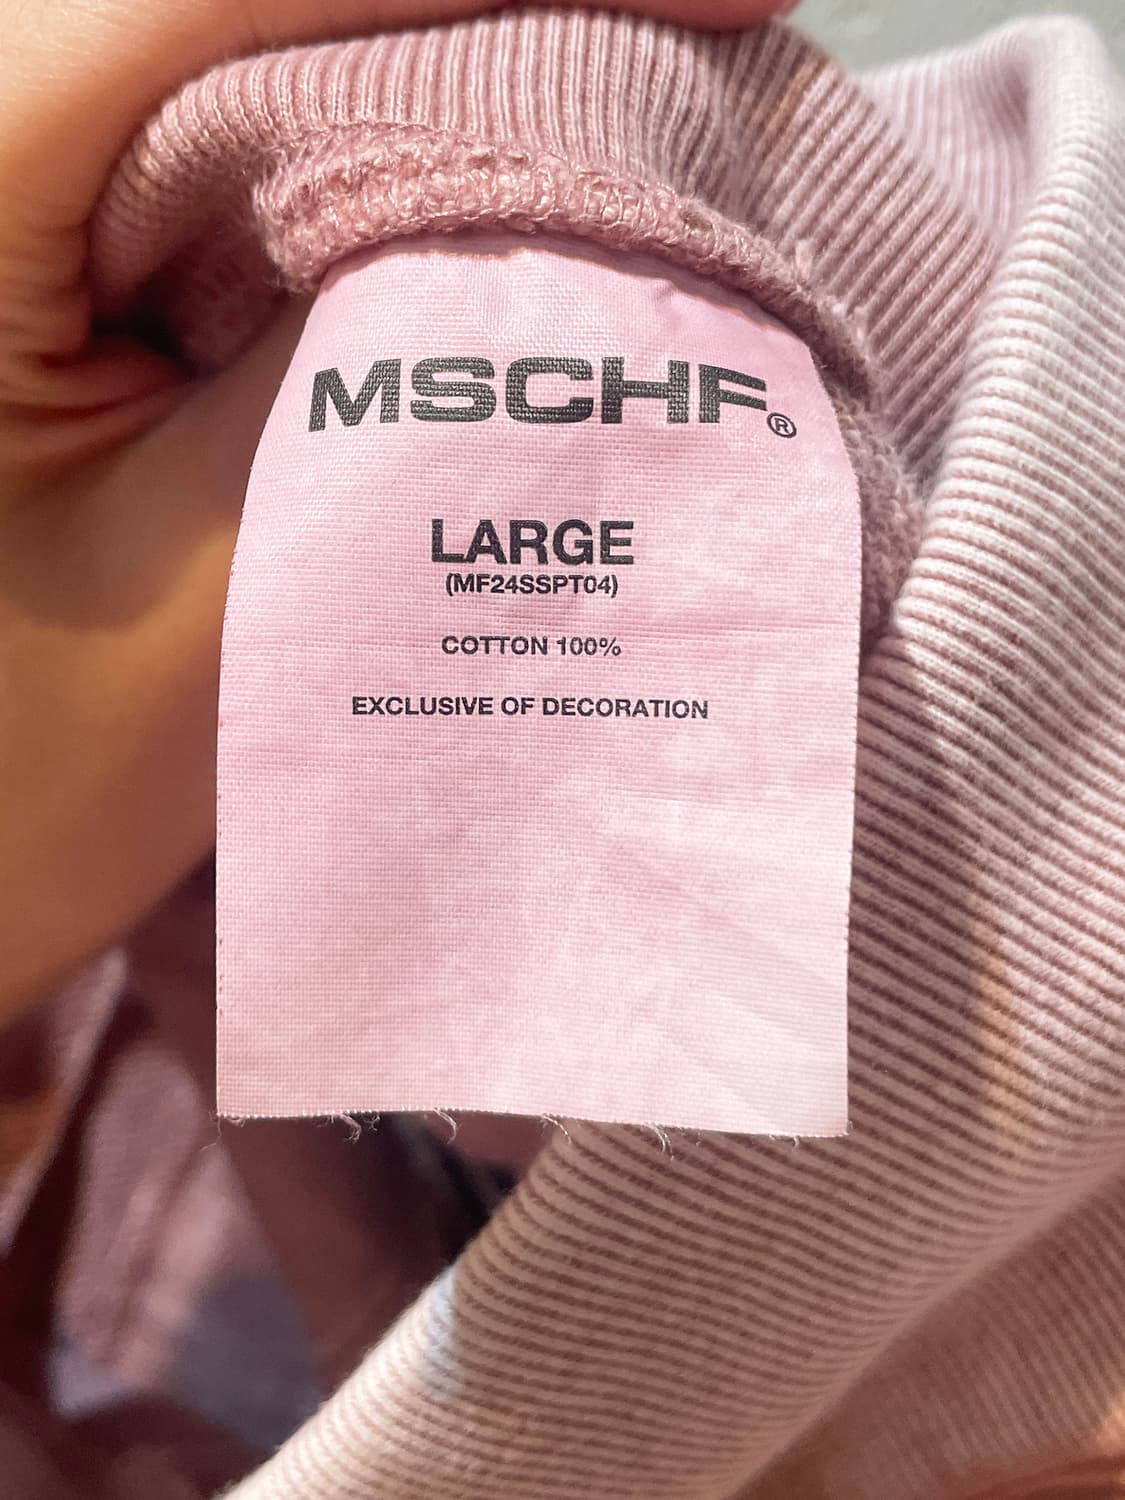 MSCHF®
LARGE
(MF24SSPT04)
COTTON 100%
EXCLUSIVE OF DECORATION